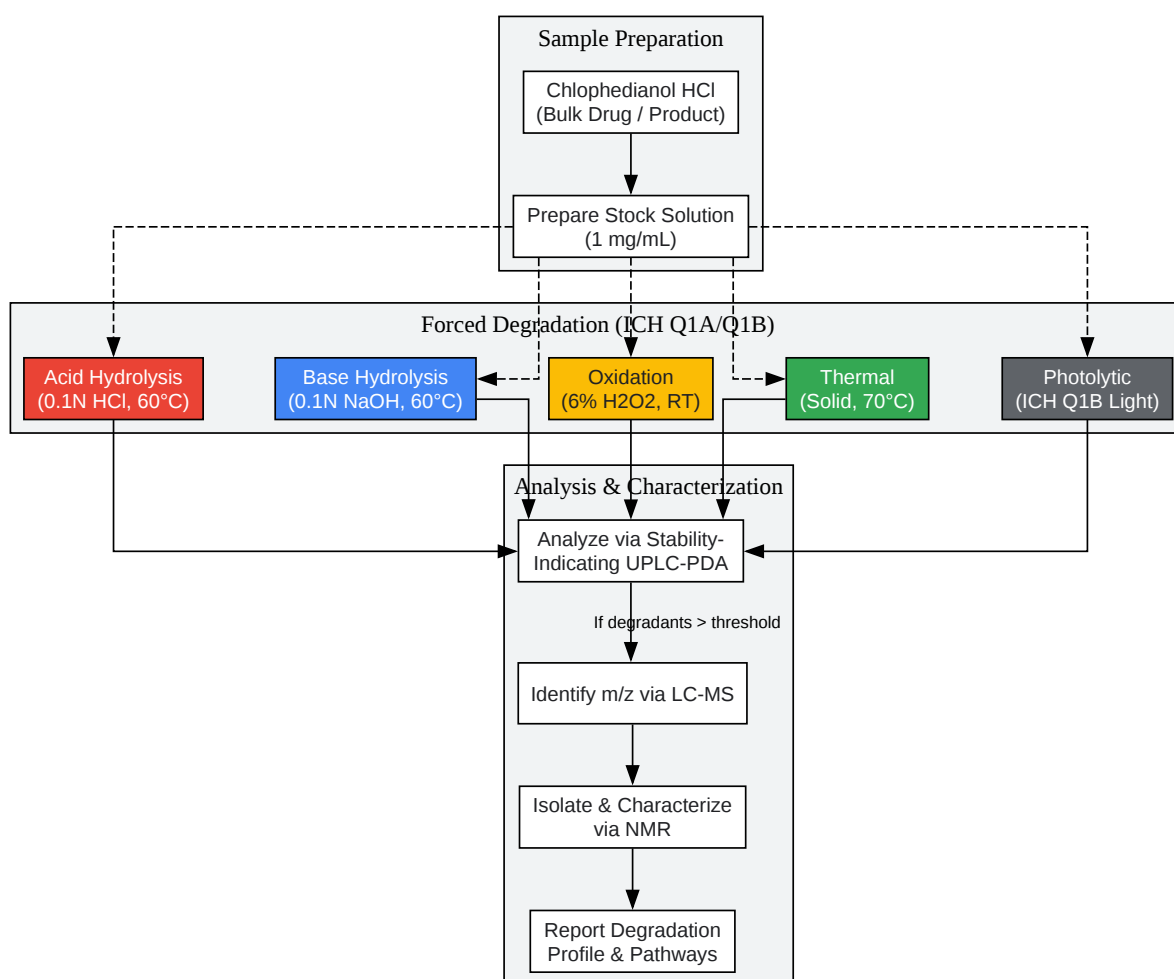 Sample Preparation
Chlophedianol HCl
(Bulk Drug / Product)
Prepare Stock Solution
(1 mg/mL)
Forced Degradation (ICH Q1A/Q1B)
Acid Hydrolysis
(0.1N HCl, 60°C)
Base Hydrolysis
(0.1N NaOH, 60°C)
Oxidation
(6% H2O2, RT)
Thermal
(Solid, 70°C)
Photolytic
(ICH Q1B Light)
Analysis & Characterization
Analyze via Stability-
Indicating UPLC-PDA
If degradants > threshold
Identify m/z via LC-MS
Isolate & Characterize
via NMR
Report Degradation
Profile & Pathways